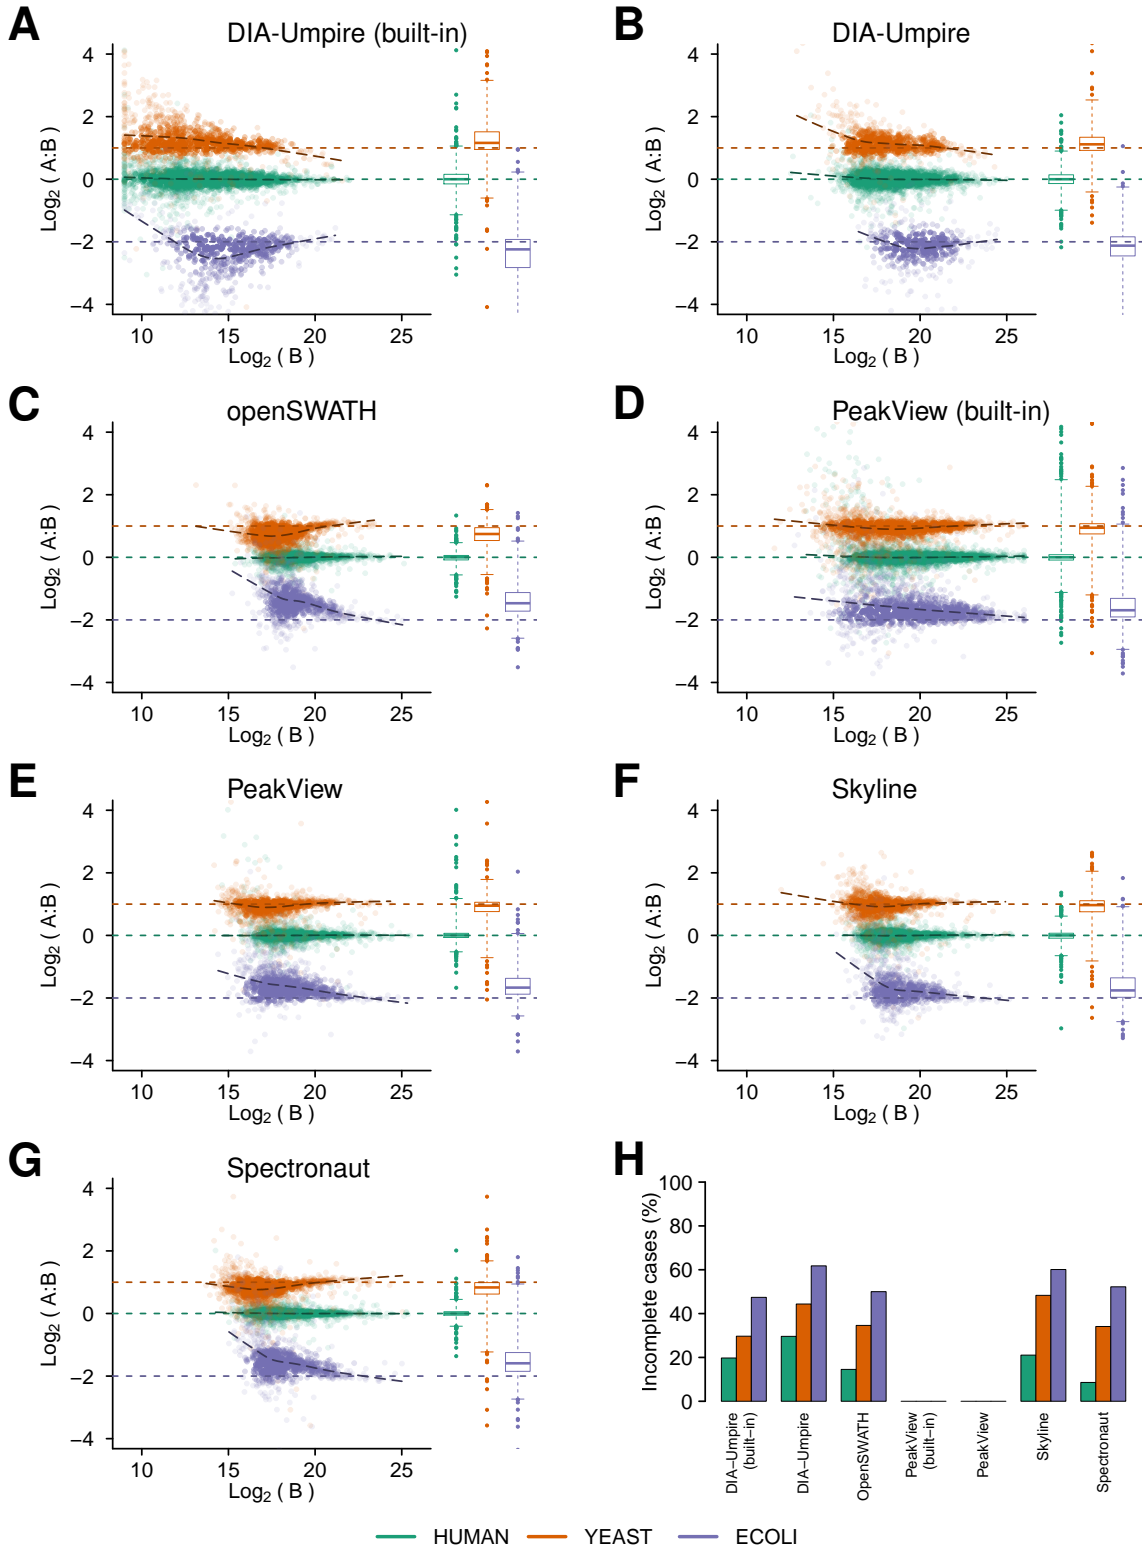 A
DIA-Umpire (built-in)
4
2
0
−2
−4
Log2 ( A:B )
10
15
20
25
Log2 ( B )
B
DIA-Umpire
4
2
0
−2
−4
Log2 ( A:B )
10
15
20
25
Log2 ( B )
C
openSWATH
4
2
0
−2
−4
Log2 ( A:B )
10
15
20
25
Log2 ( B )
D
PeakView (built-in)
4
2
0
−2
−4
Log2 ( A:B )
10
15
20
25
Log2 ( B )
E
PeakView
4
2
0
−2
−4
Log2 ( A:B )
10
15
20
25
Log2 ( B )
F
Skyline
4
2
0
−2
−4
Log2 ( A:B )
10
15
20
25
Log2 ( B )
G
Spectronaut
4
2
0
−2
−4
Log2 ( A:B )
10
15
20
25
Log2 ( B )
H
100
80
60
40
20
0
Incomplete cases (%)
DIA−Umpire
(built−in)
DIA−Umpire
OpenSWATH
PeakView
(built−in)
PeakView
Skyline
Spectronaut
HUMAN
YEAST
ECOLI